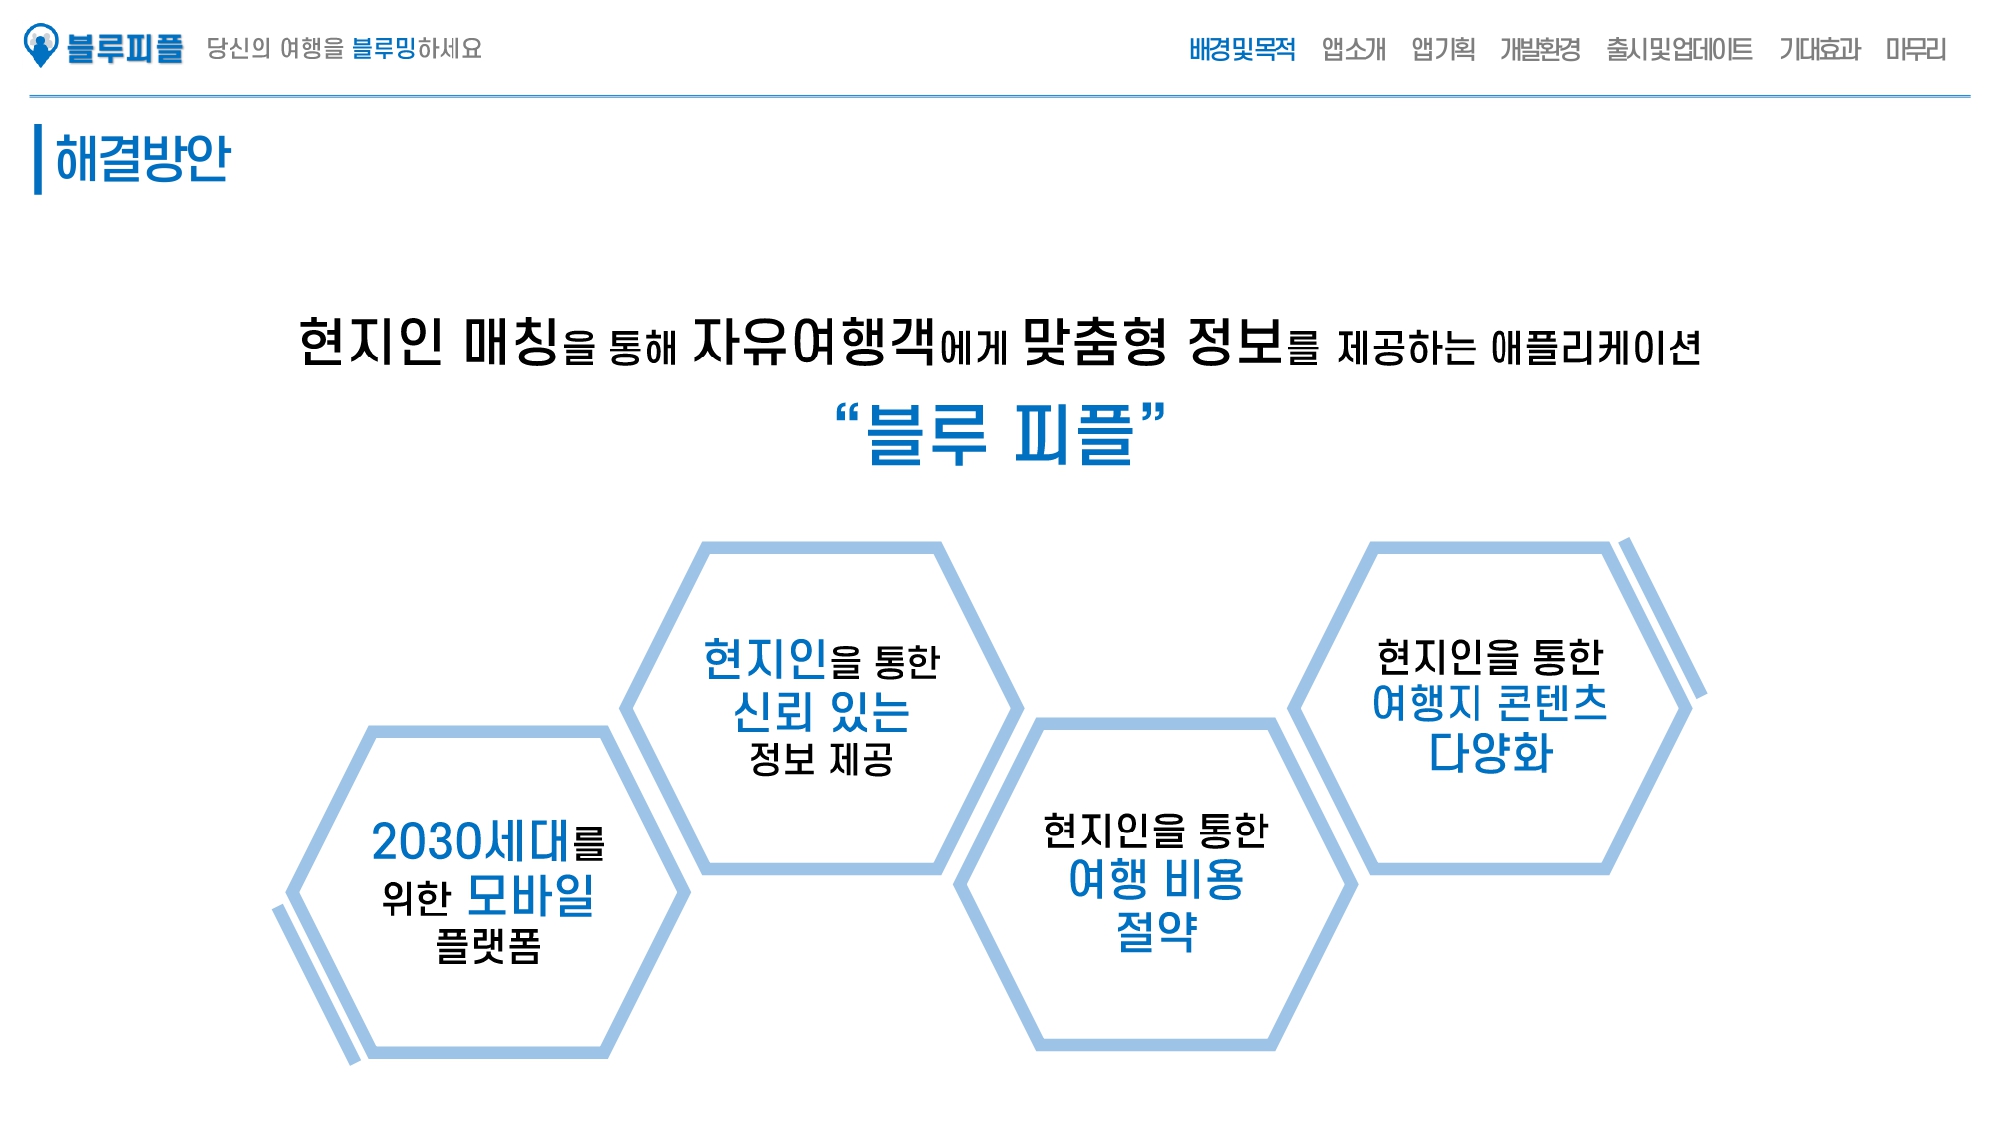 블루피플 당신의 여행을 블루밍하세요
배경및목적 앱소개 앱기획 개발환경 출시및업데이트 기대효과 마무리
해결방안
현지인 매칭을 통해 자유여행객에게 맞춤형 정보를 제공하는 애플리케이션
“블루 피플”
2030세대를
위한 모바일
플랫폼
현지인을 통한
신뢰 있는
정보 제공
현지인을 통한
여행 비용
절약
현지인을 통한
여행지 콘텐츠
다양화